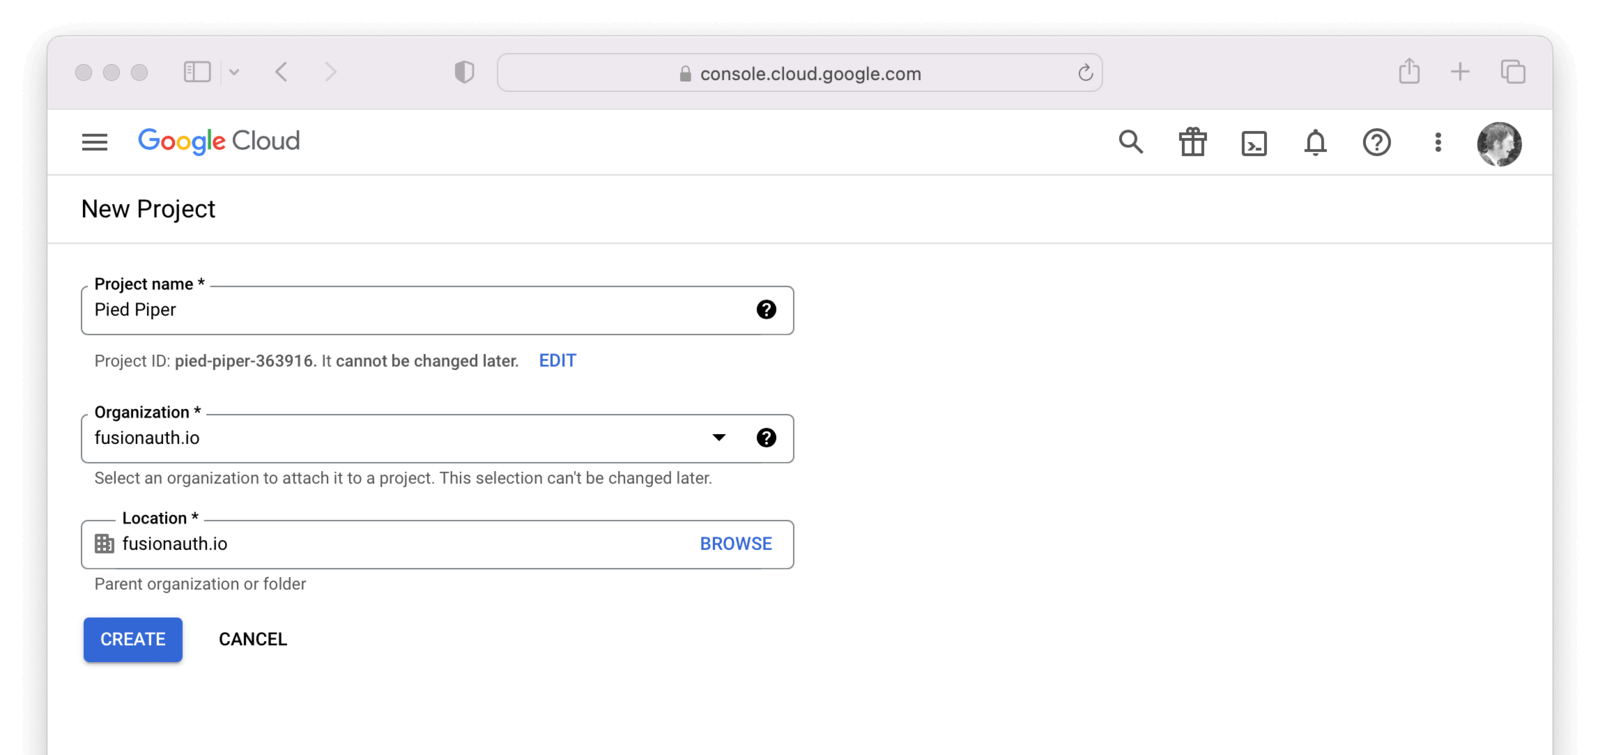 console.cloud.google.com
Google Cloud
New Project
Project name *
Pied Piper
Project ID: pied-piper-363916. It cannot be changed later. EDIT
Organization *
fusionauth.io
Select an organization to attach it to a project. This selection can't be changed later.
Location *
fusionauth.io BROWSE
Parent organization or folder
CREATE CANCEL